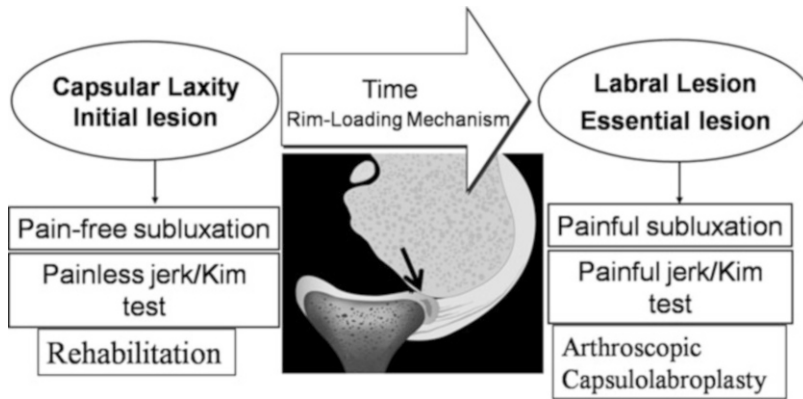 Capsular Laxity
Initial lesion
Time
Rim-Loading Mechanism
Labral Lesion
Essential lesion
Pain-free subluxation
Painless jerk/Kim
test
Rehabilitation
Painful subluxation
Painful jerk/Kim
test
Arthroscopic
Capsulolabroplasty